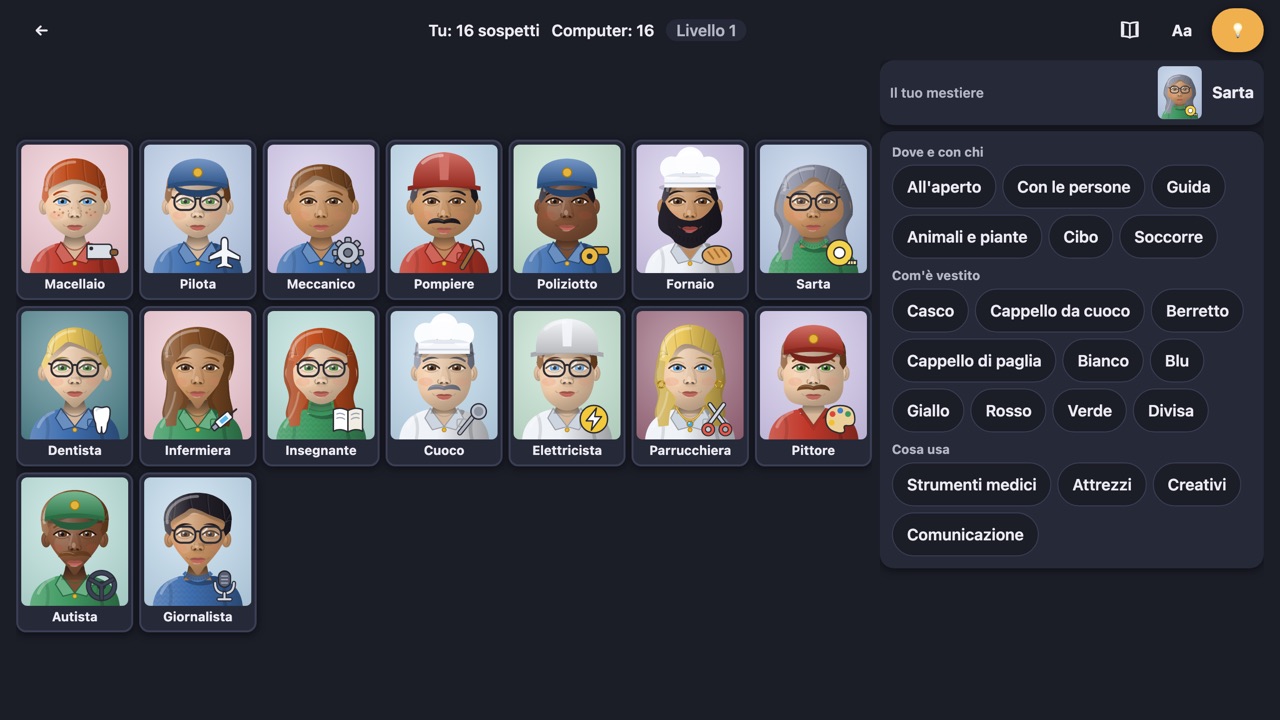 Tu: 16 sospetti Computer: 16 Livello 1
Aa
Il tuo mestiere
Sarta
Macellaio Pilota Meccanico Pompiere Poliziotto Fornaio Sarta
Dentista Infermiera Insegnante Cuoco Elettricista Parrucchiera Pittore
Autista Giornalista
Dove e con chi
All'aperto Con le persone Guida
Animali e piante Cibo Soccorre
Com'è vestito
Casco Cappello da cuoco Berretto
Cappello di paglia Bianco Blu
Giallo Rosso Verde Divisa
Cosa usa
Strumenti medici Attrezzi Creativi
Comunicazione